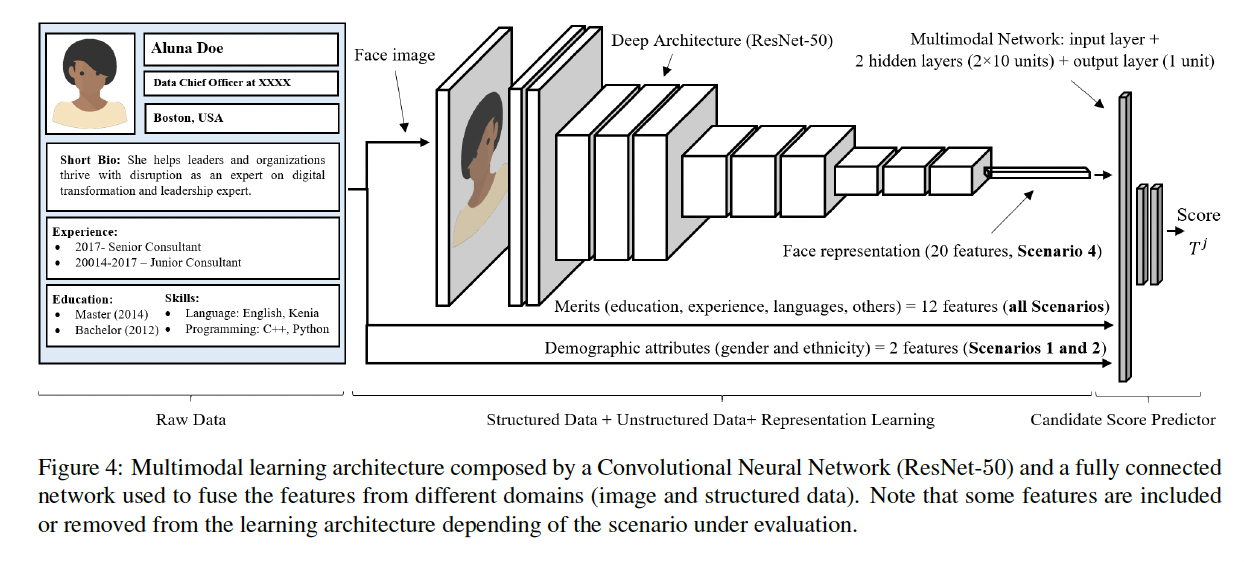 Aluna Doe
Data Chief Officer at XXXX
Boston, USA
Short Bio: She helps leaders and organizations
thrive with disruption as an expert on digital
transformation and leadership expert.
Experience:
• 2017- Senior Consultant
• 20014-2017 – Junior Consultant
Education:
• Master (2014)
• Bachelor (2012)
Skills:
• Language: English, Kenia
• Programming: C++, Python
Face image
Deep Architecture (ResNet-50)
Multimodal Network: input layer +
2 hidden layers (2×10 units) + output layer (1 unit)
Face representation (20 features, Scenario 4)
Merits (education, experience, languages, others) = 12 features (all Scenarios)
Demographic attributes (gender and ethnicity) = 2 features (Scenarios 1 and 2)
Score
T^j
Raw Data
Structured Data + Unstructured Data+ Representation Learning
Candidate Score Predictor
Figure 4: Multimodal learning architecture composed by a Convolutional Neural Network (ResNet-50) and a fully connected
network used to fuse the features from different domains (image and structured data). Note that some features are included
or removed from the learning architecture depending of the scenario under evaluation.